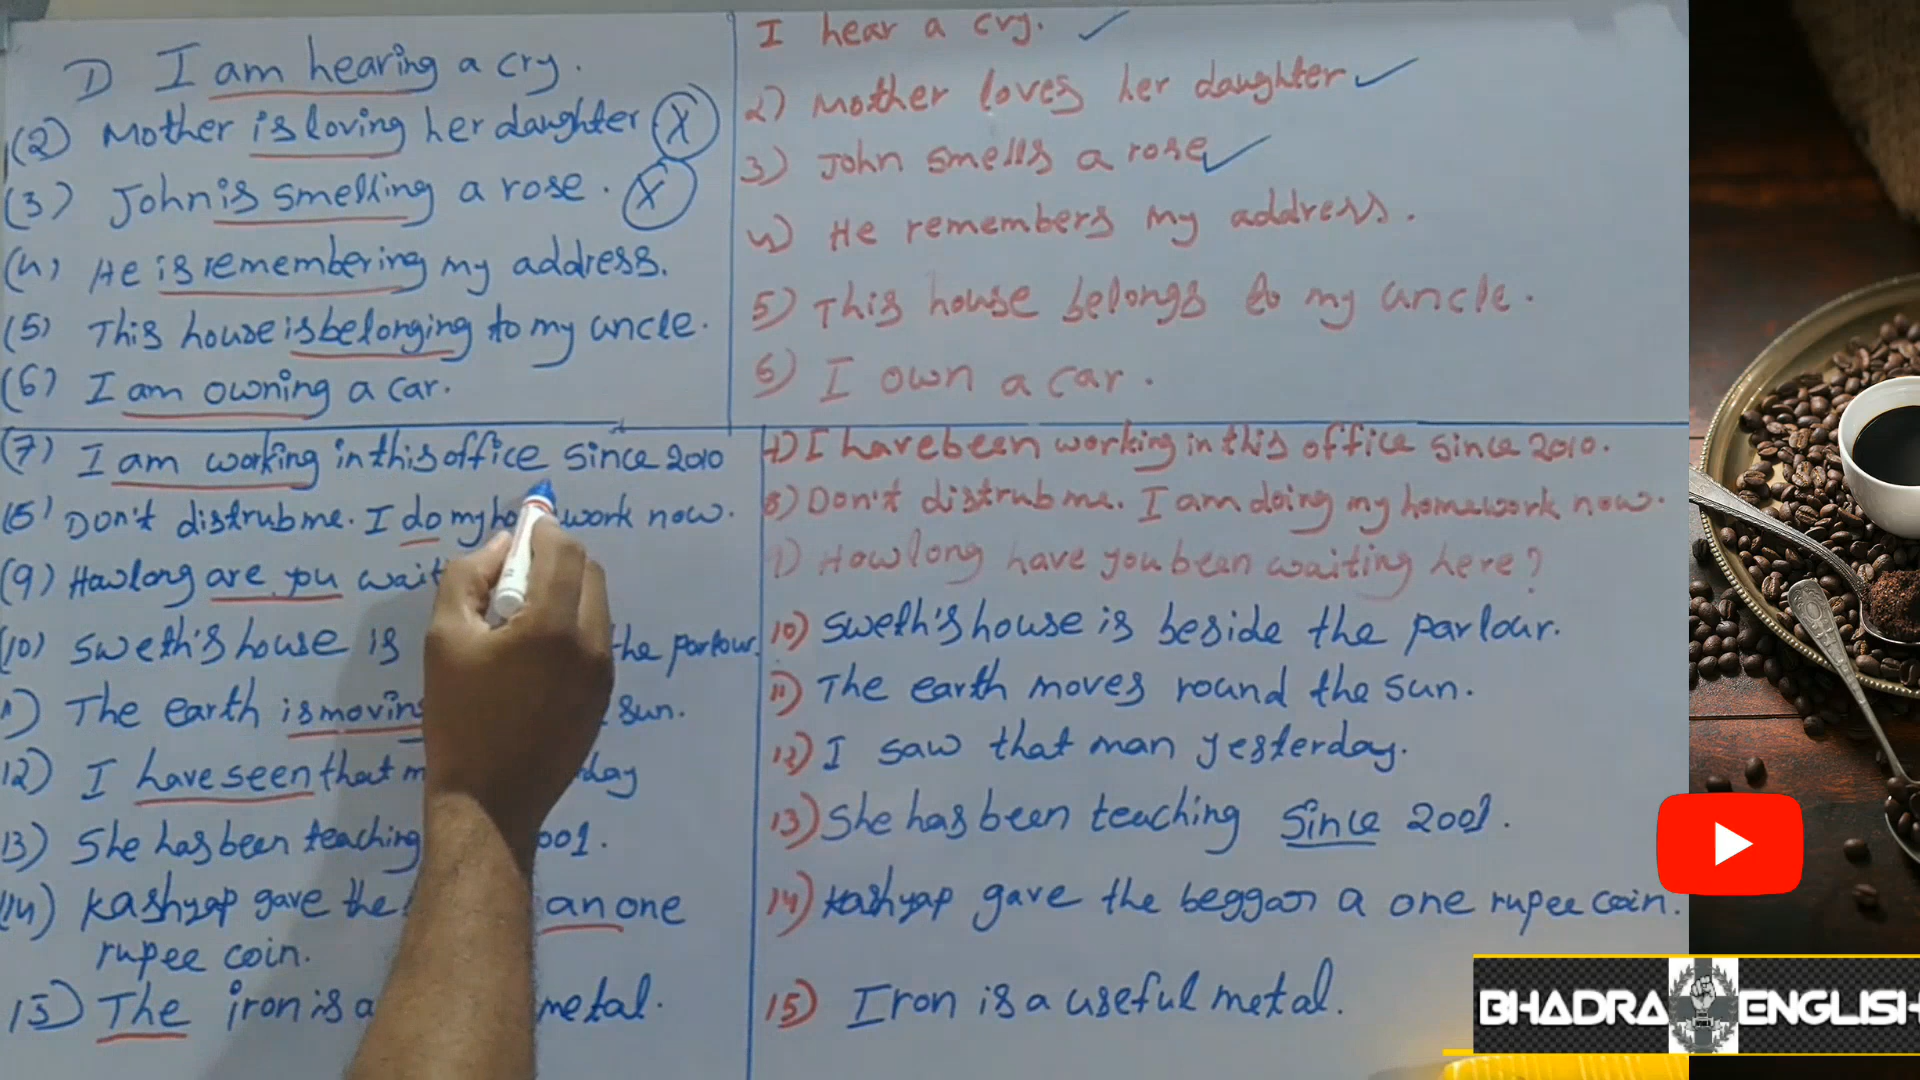 1) I am hearing a cry.
(2) Mother is loving her daughter X
(3) John is smelling a rose. X
(4) He is remembering my address.
(5) This house is belonging to my uncle.
(6) I am owning a car.
I hear a cry. ✓
2) Mother loves her daughter ✓
3) John smells a rose ✓
4) He remembers my address.
5) This house belongs to my uncle.
6) I own a car.
(7) I am working in this office since 2010
Don't distrub me. I do my work now.
(9) How long are you
(10) Sweth's house is the parlour.
The earth is moving sun.
12) I have seen that
13) She has been teaching
(14) Kashyap gave the an one
rupee coin.
15) The iron is a metal.
7) I have been working in this office since 2010.
8) Don't distrub me. I am doing my homework now.
9) How long have you been waiting here?
10) Sweth's house is beside the parlour.
11) The earth moves round the sun.
12) I saw that man yesterday.
13) She has been teaching since 2001.
14) Kashyap gave the beggar a one rupee coin.
15) Iron is a useful metal.
BHADRA ENGLISH